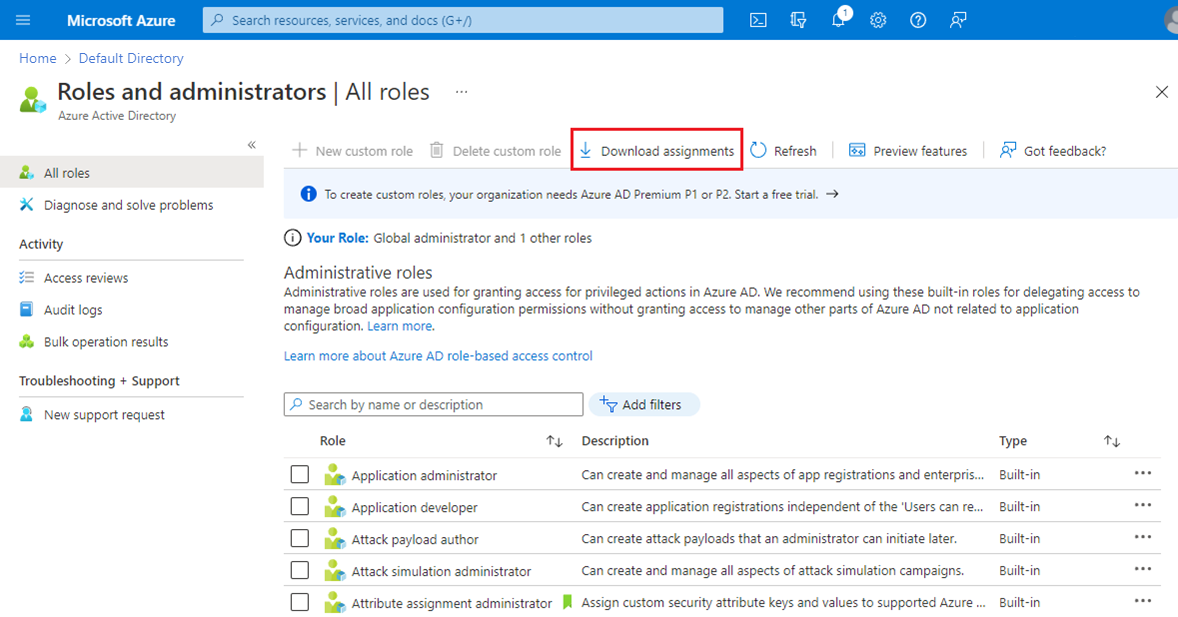 Microsoft Azure
Search resources, services, and docs (G+/)
1
Home > Default Directory
Roles and administrators | All roles ...
Azure Active Directory
«
New custom role
Delete custom role
Download assignments
Refresh
Preview features
Got feedback?
All roles
Diagnose and solve problems
Activity
Access reviews
Audit logs
Bulk operation results
Troubleshooting + Support
New support request
To create custom roles, your organization needs Azure AD Premium P1 or P2. Start a free trial. →
Your Role: Global administrator and 1 other roles
Administrative roles
Administrative roles are used for granting access for privileged actions in Azure AD. We recommend using these built-in roles for delegating access to
manage broad application configuration permissions without granting access to manage other parts of Azure AD not related to application
configuration. Learn more.
Learn more about Azure AD role-based access control
Search by name or description
Add filters
Role Description Type
Application administrator Can create and manage all aspects of app registrations and enterpris... Built-in
Application developer Can create application registrations independent of the 'Users can re... Built-in
Attack payload author Can create attack payloads that an administrator can initiate later. Built-in
Attack simulation administrator Can create and manage all aspects of attack simulation campaigns. Built-in
Attribute assignment administrator Assign custom security attribute keys and values to supported Azure ... Built-in